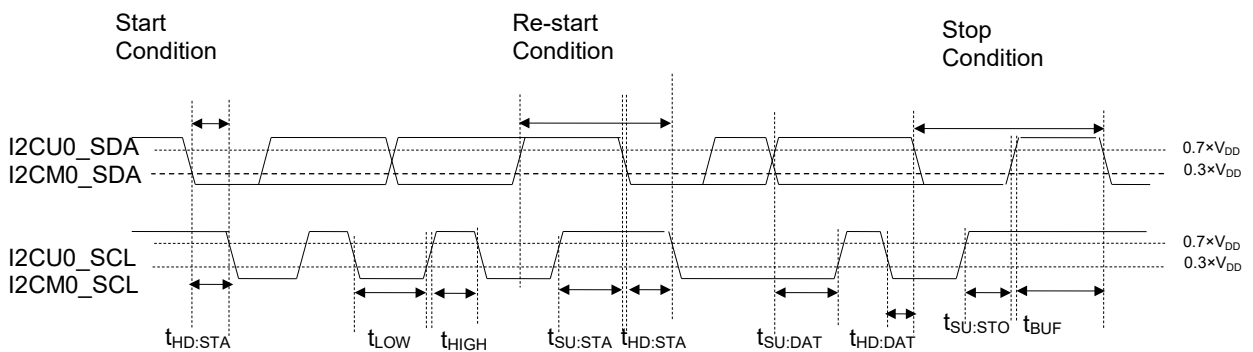 Start
Condition
Re-start
Condition
Stop
Condition
I2CU0_SDA
I2CM0_SDA
0.7×VDD
0.3×VDD
I2CU0_SCL
I2CM0_SCL
0.7×VDD
0.3×VDD
tHD:STA
tLOW
tHIGH
tSU:STA
tHD:STA
tSU:DAT
tHD:DAT
tSU:STO
tBUF